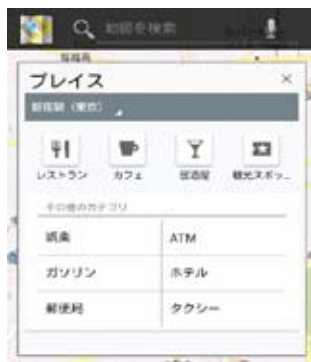 地図を検索
プレイス
新宿駅（東京）
レストラン
カフェ
居酒屋
観光スポッ...
その他のカテゴリ
娯楽
ATM
ガソリン
ホテル
郵便局
タクシー